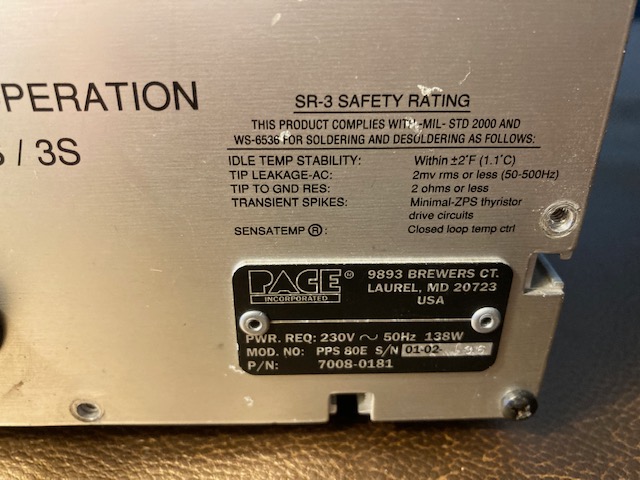 PERATION
/ 3S
SR-3 SAFETY RATING
THIS PRODUCT COMPLIES WITH -MIL- STD 2000 AND
WS-6536 FOR SOLDERING AND DESOLDERING AS FOLLOWS:
IDLE TEMP STABILITY: Within ±2°F (1.1°C)
TIP LEAKAGE-AC: 2mv rms or less (50-500Hz)
TIP TO GND RES: 2 ohms or less
TRANSIENT SPIKES: Minimal-ZPS thyristor
drive circuits
SENSATEMP ®: Closed loop temp ctrl
PACE ®
INCORPORATED
9893 BREWERS CT.
LAUREL, MD 20723
USA
PWR. REQ: 230V ~ 50Hz 138W
MOD. NO: PPS 80E S/N 01-02-
P/N: 7008-0181